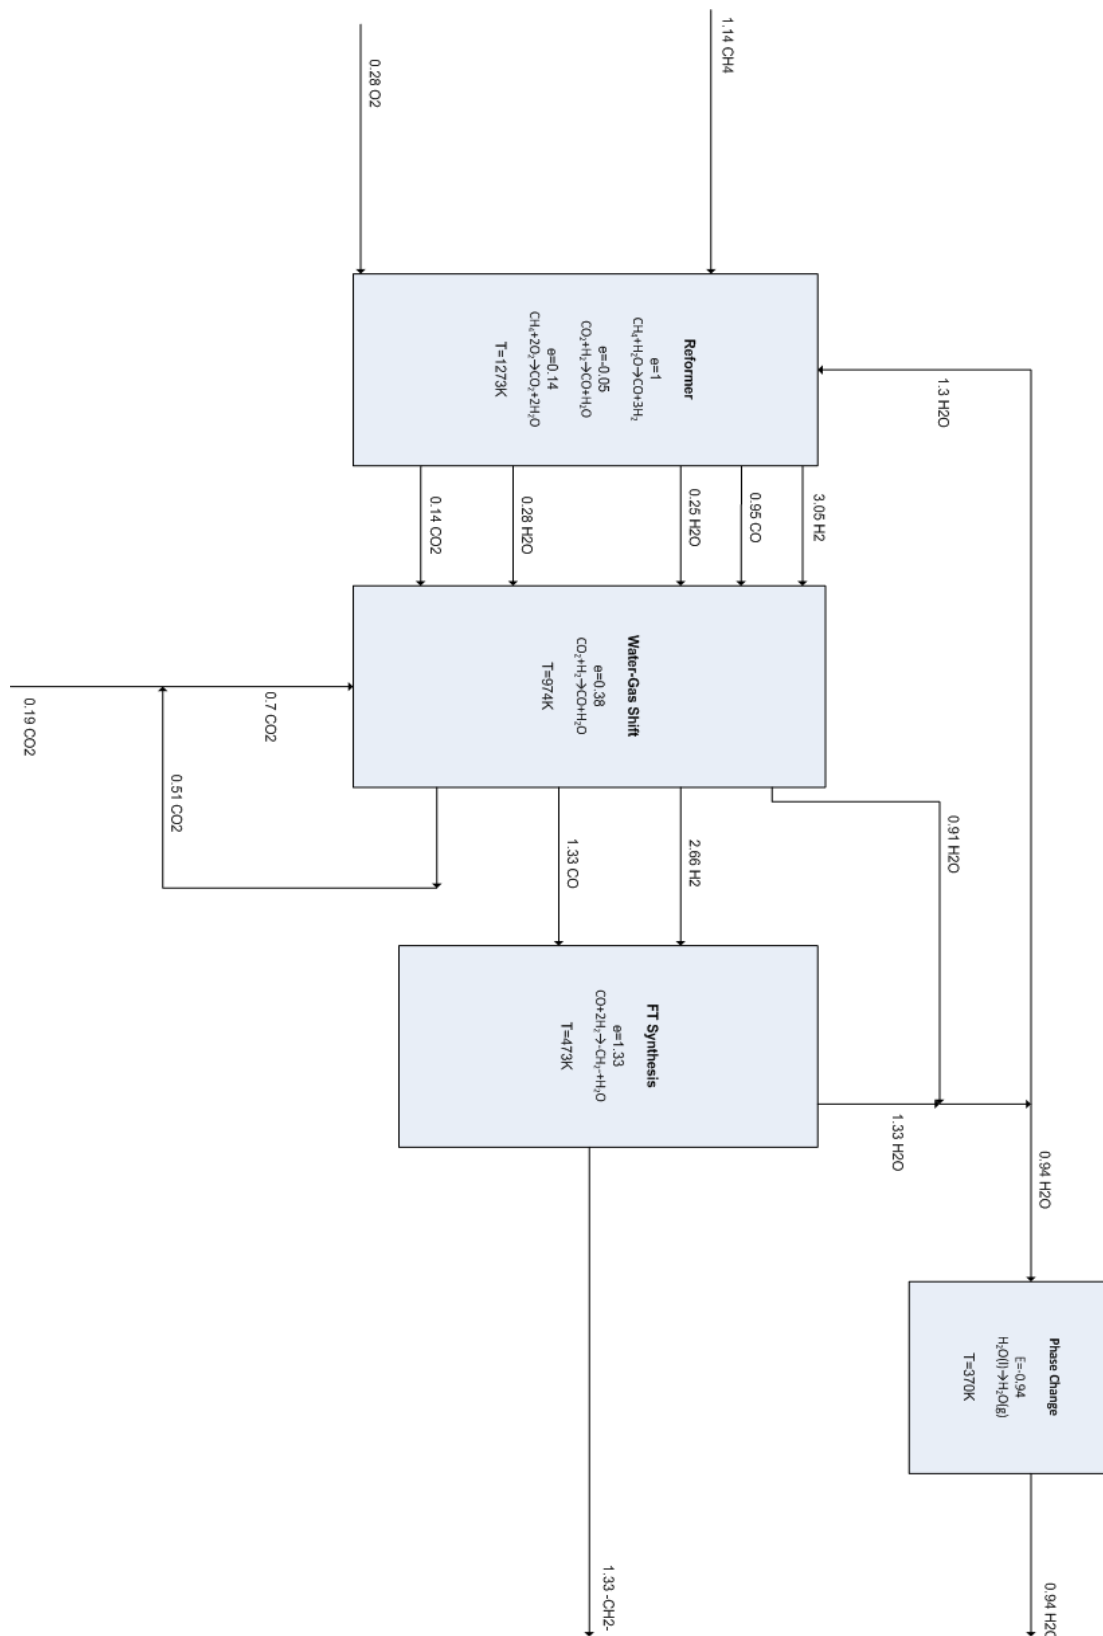 1.14 CH4
0.28 O2
Reformer
e=1
CH₄+H₂O→CO+3H₂
e=-0.05
CO₂+H₂→CO+H₂O
e=0.14
CH₄+2O₂→CO₂+2H₂O
T=1273K
1.3 H2O
3.05 H2
0.95 CO
0.25 H2O
0.28 H2O
0.14 CO2
Water-Gas Shift
e=0.38
CO₂+H₂→CO+H₂O
T=974K
0.7 CO2
0.19 CO2
0.51 CO2
0.91 H2O
2.66 H2
1.33 CO
FT Synthesis
e=1.33
CO+2H₂→-CH₂-+H₂O
T=473K
1.33 H2O
0.94 H2O
Phase Change
E=-0.94
H₂O(l)→H₂O(g)
T=370K
1.33 -CH2-
0.94 H2O